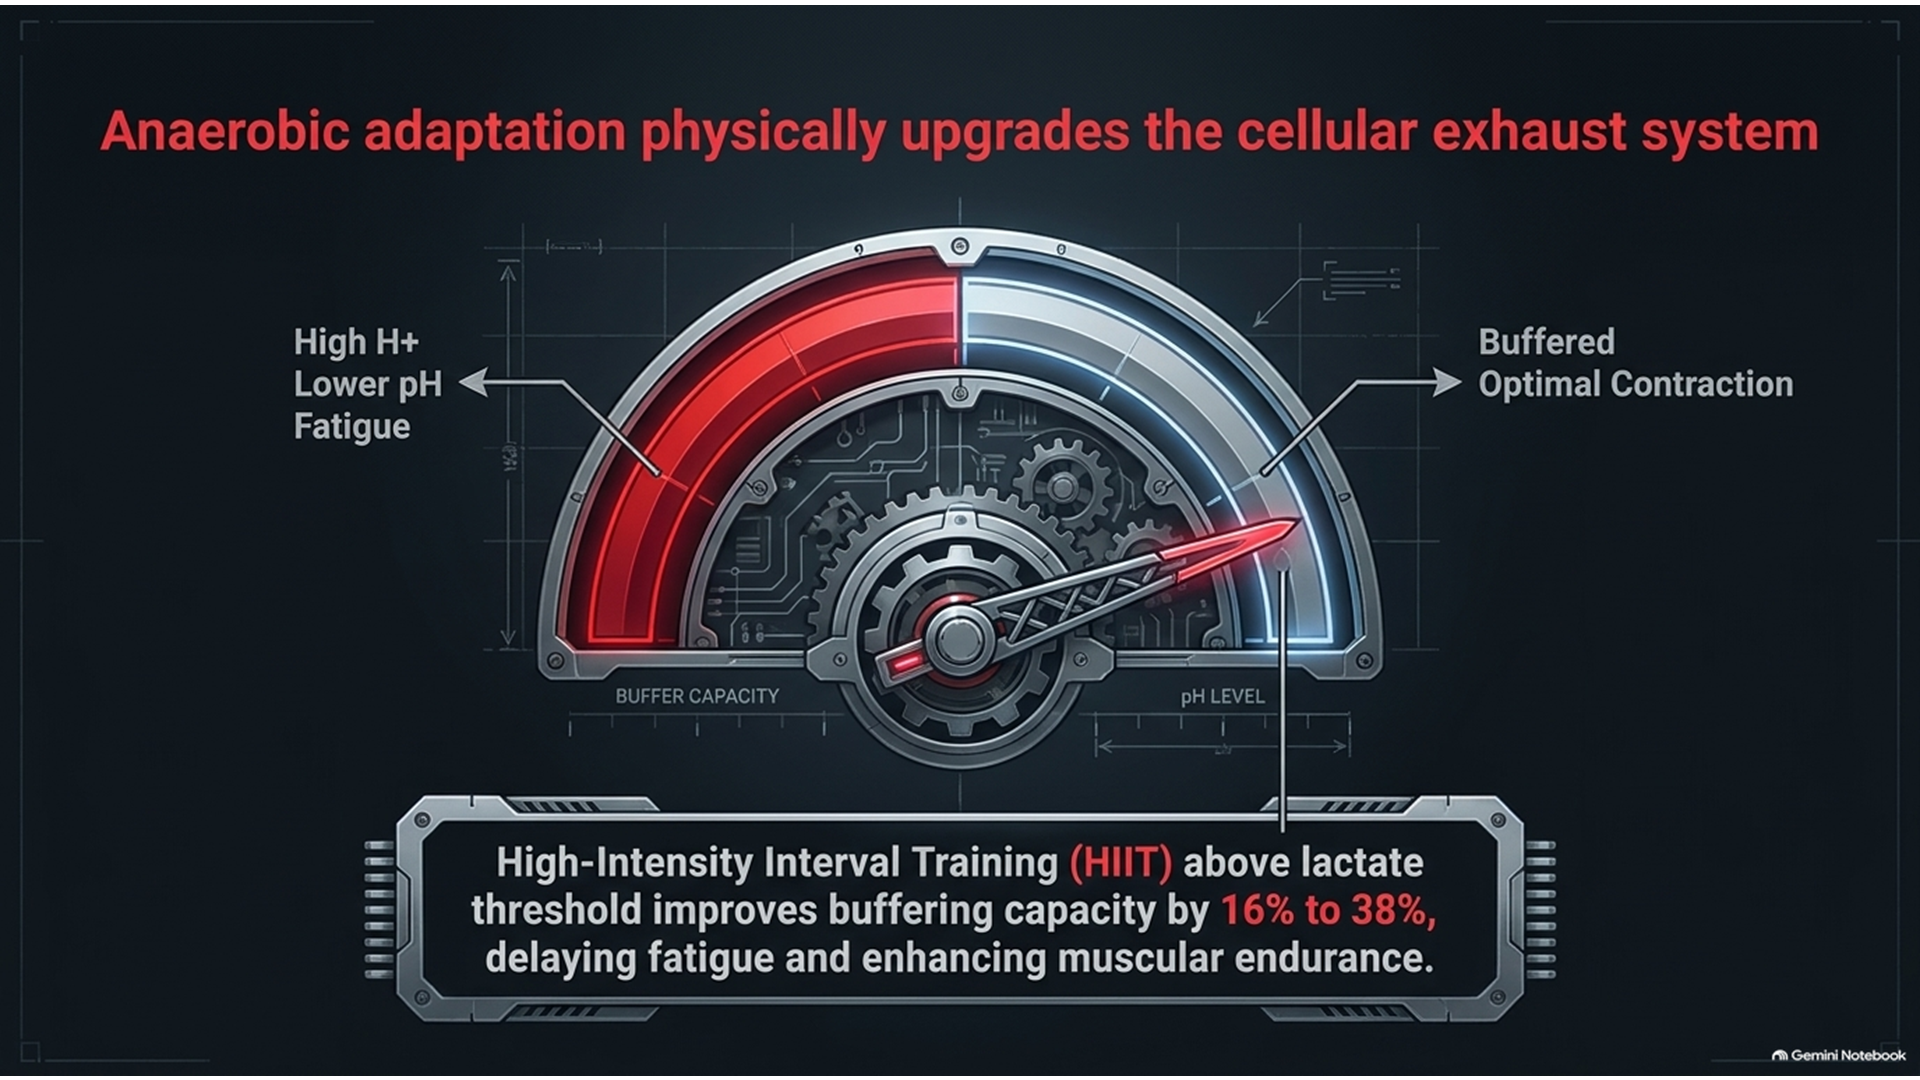 Anaerobic adaptation physically upgrades the cellular exhaust system
High H+
Lower pH
Fatigue
Buffered
Optimal Contraction
BUFFER CAPACITY
pH LEVEL
High-Intensity Interval Training (HIIT) above lactate
threshold improves buffering capacity by 16% to 38%,
delaying fatigue and enhancing muscular endurance.
Gemini Notebook